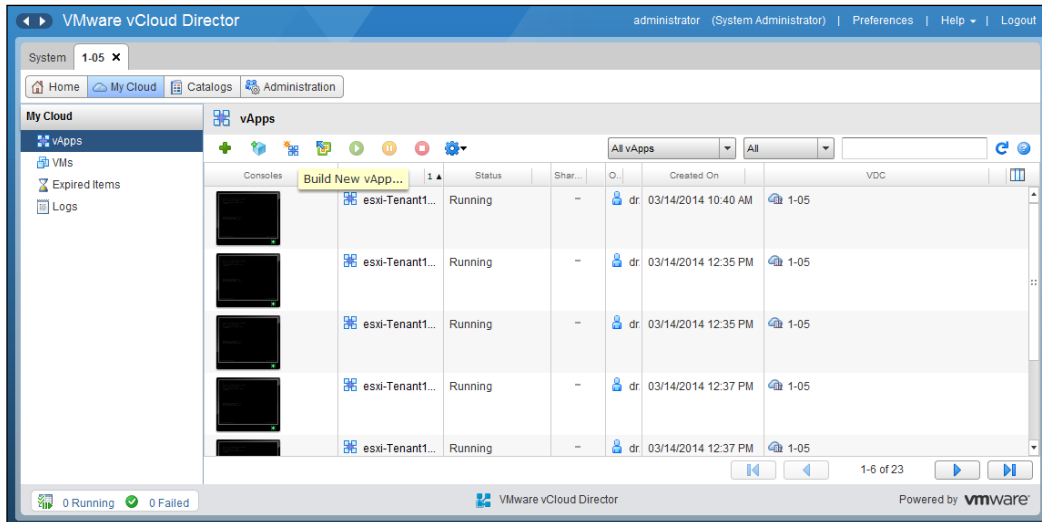 VMware vCloud Director
administrator (System Administrator) | Preferences | Help | Logout
System 1-05
Home My Cloud Catalogs Administration
My Cloud
vApps
VMs
Expired Items
Logs
vApps
All vApps All
Consoles 1 Status Shar... O.. Created On VDC
Build New vApp...
esxi-Tenant1... Running - dr. 03/14/2014 10:40 AM 1-05
esxi-Tenant1... Running - dr. 03/14/2014 12:35 PM 1-05
esxi-Tenant1... Running - dr. 03/14/2014 12:35 PM 1-05
esxi-Tenant1... Running - dr. 03/14/2014 12:37 PM 1-05
esxi-Tenant1... Running - dr. 03/14/2014 12:37 PM 1-05
1-6 of 23
0 Running 0 Failed
VMware vCloud Director
Powered by vmware